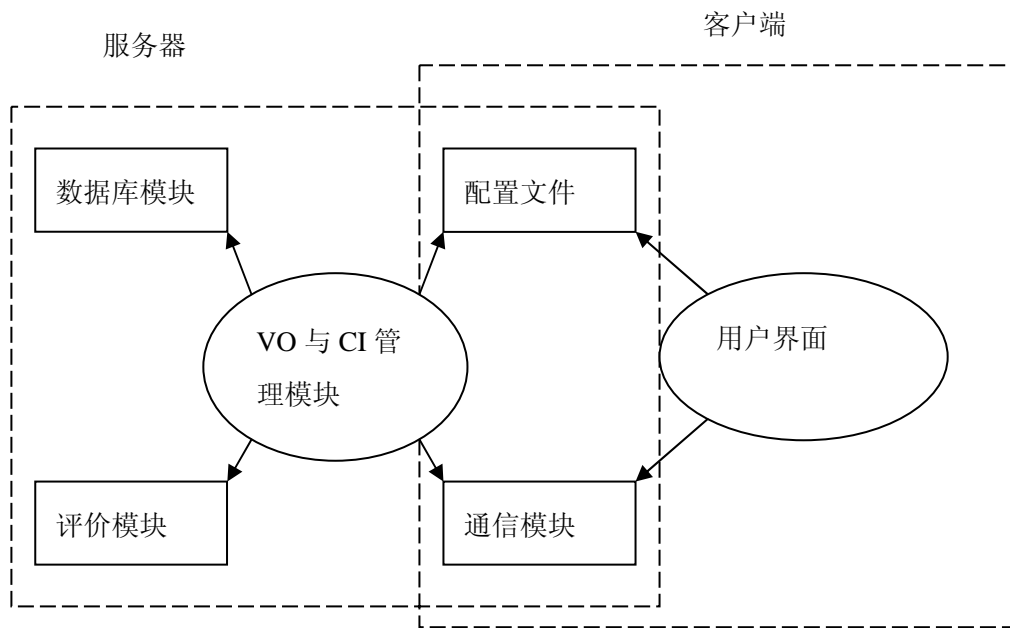 客户端
服务器
数据库模块
配置文件
VO 与 CI 管
理模块
用户界面
评价模块
通信模块